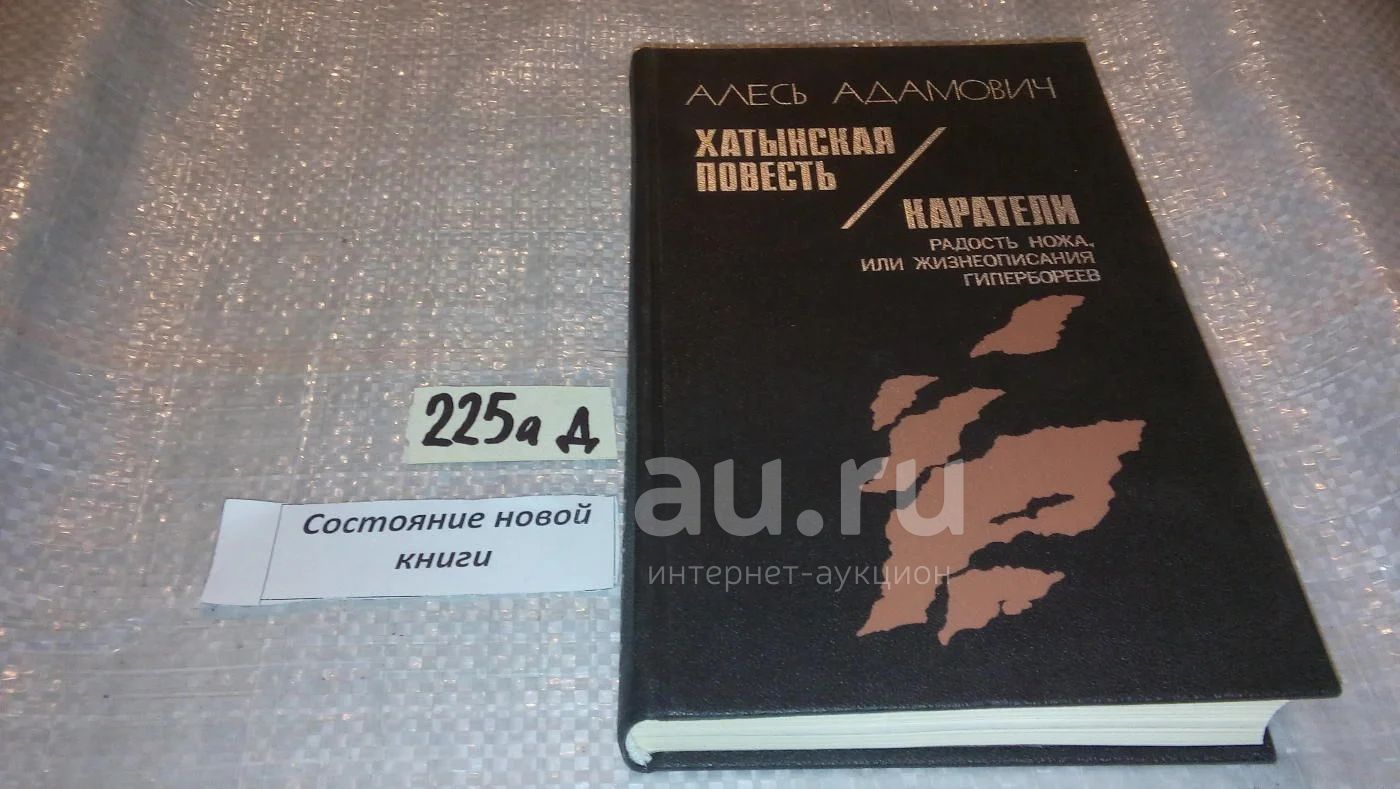 АЛЕСЬ АДАМОВИЧ
ХАТЫНСКАЯ
ПОВЕСТЬ
КАРАТЕЛИ
РАДОСТЬ НОЖА,
ИЛИ ЖИЗНЕОПИСАНИЯ
ГИПЕРБОРЕЕВ
225а Д
Состояние новой
книги
au.ru
интернет-аукцион